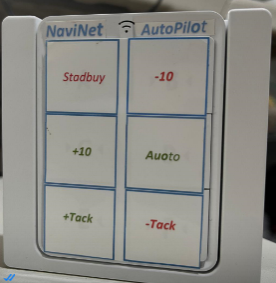 NaviNet AutoPilot
Stadbuy -10
+10 Auoto
+Tack -Tack